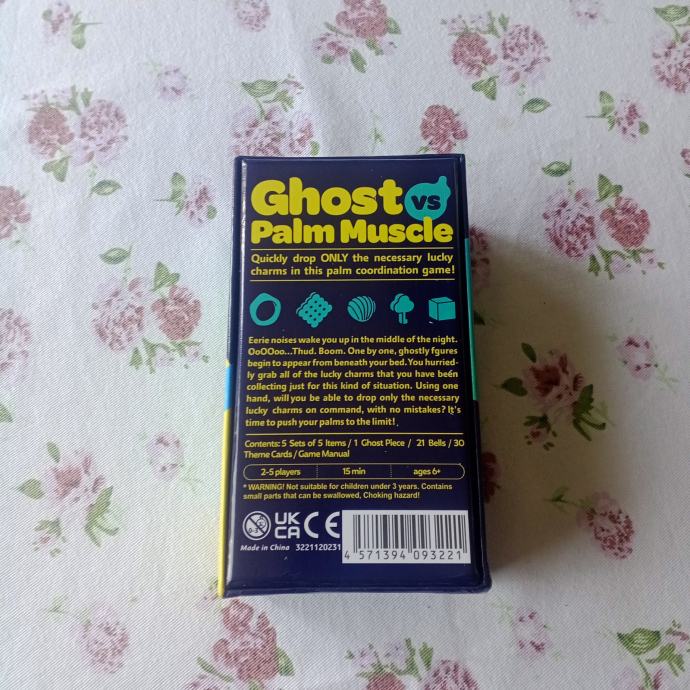 Ghost vs
Palm Muscle
Quickly drop ONLY the necessary lucky
charms in this palm coordination game!
Eerie noises wake you up in the middle of the night.
OoOOoo...Thud. Boom. One by one, ghostly figures
begin to appear from beneath your bed. You hurried-
ly grab all of the lucky charms that you have been
collecting just for this kind of situation. Using one
hand, will you be able to drop only the necessary
lucky charms on command, with no mistakes? It's
time to push your palms to the limit!
Contents: 5 Sets of 5 Items / 1 Ghost Piece / 21 Bells / 30
Theme Cards / Game Manual
2-5 players 15 min ages 6+
* WARNING! Not suitable for children under 3 years. Contains
small parts that can be swallowed, Choking hazard!
0-3 UK CA CE
Made in China 3221120231
4 571394 093221